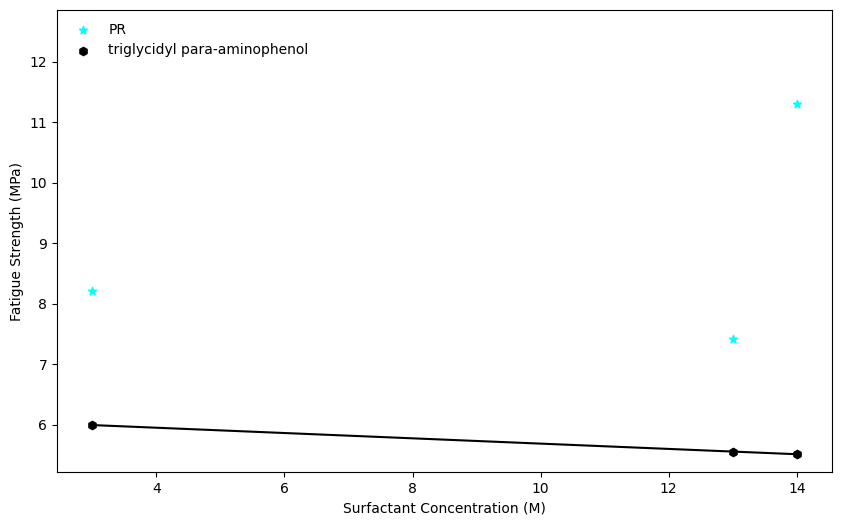 PR
triglycidyl para-aminophenol
12
11
10
9
8
7
6
Fatigue Strength (MPa)
4 6 8 10 12 14
Surfactant Concentration (M)